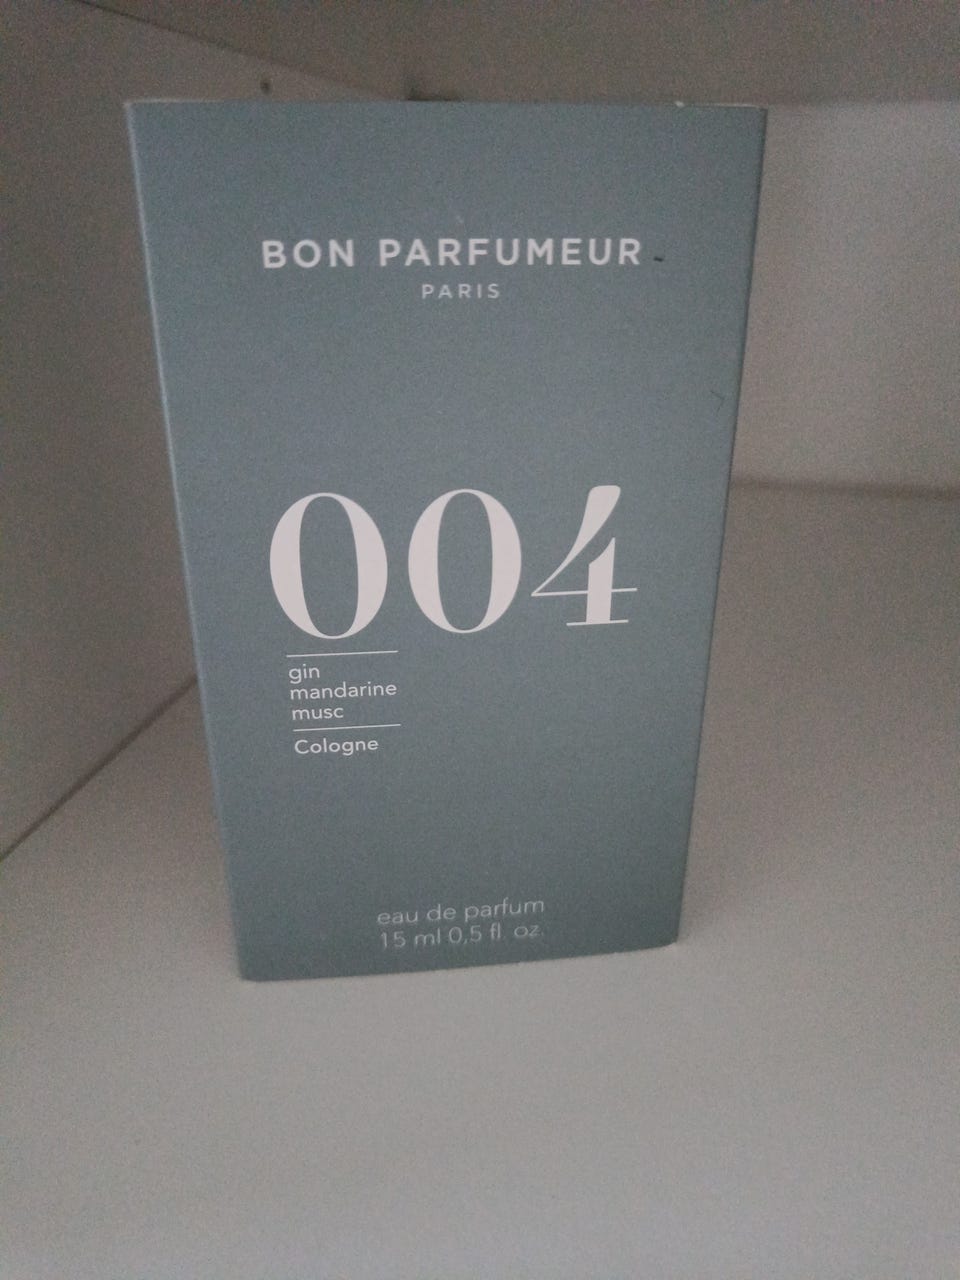 BON PARFUMEUR
PARIS
004
gin
mandarine
musc
Cologne
eau de parfum
15 ml 0,5 fl. oz.